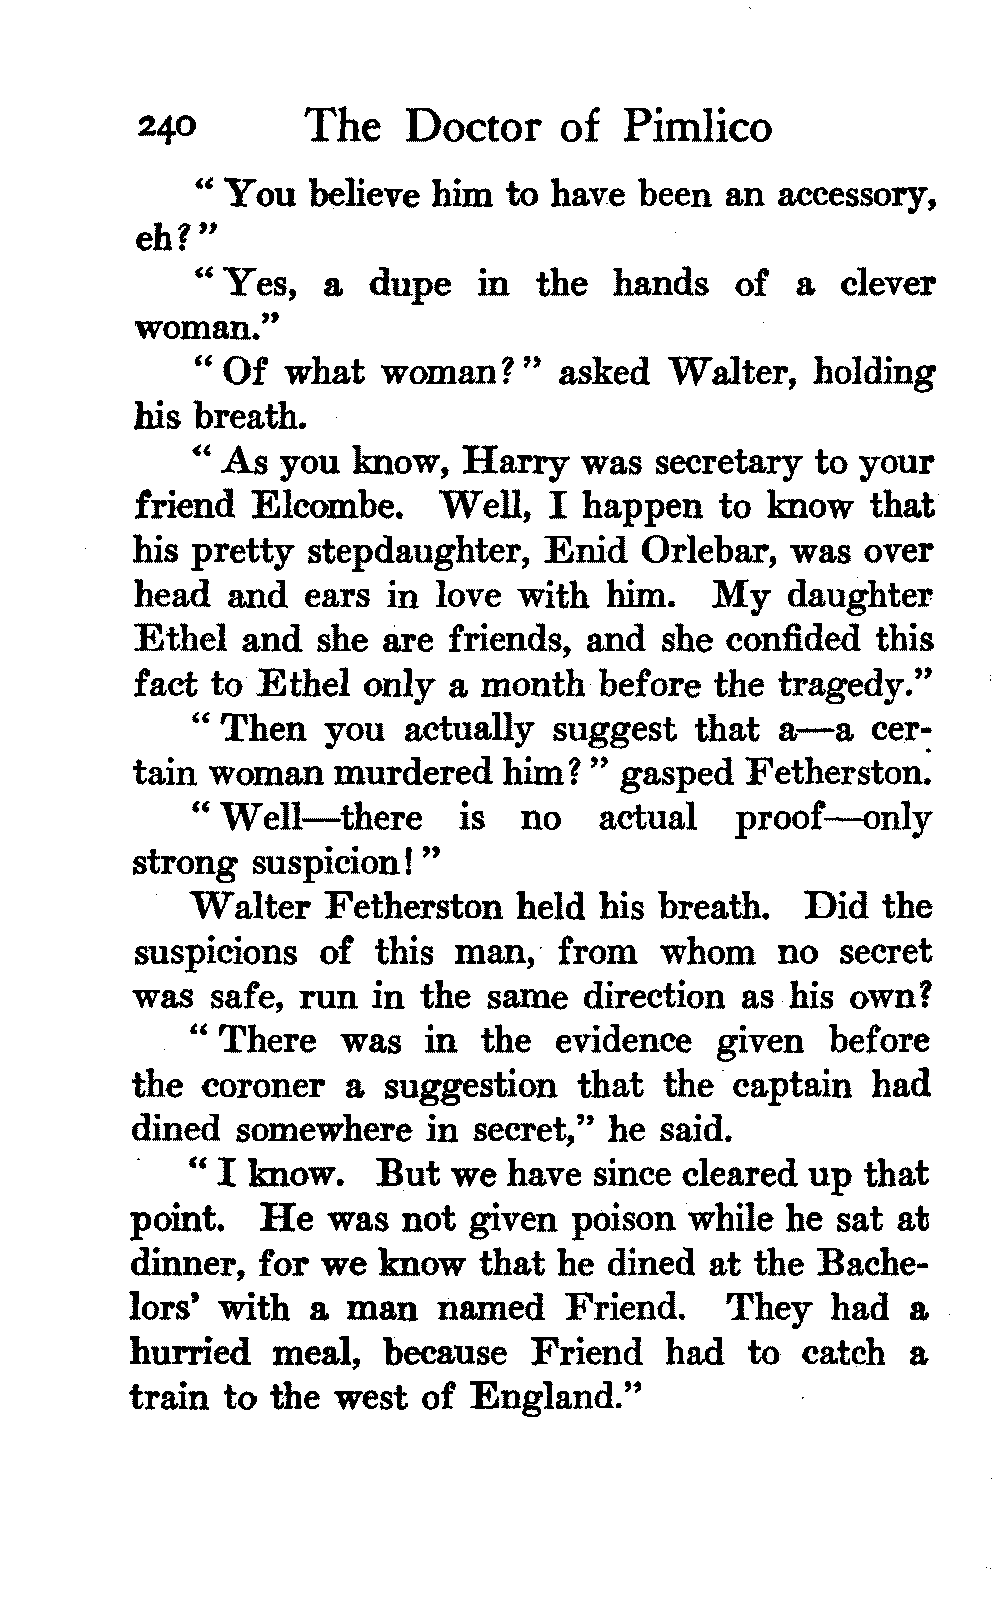 240 The Doctor of Pimlico
“ You believe him to have been an accessory,
eh? ”
“ Yes, a dupe in the hands of a clever
woman.”
“ Of what woman? ” asked Walter, holding
his breath.
“ As you know, Harry was secretary to your
friend Elcombe. Well, I happen to know that
his pretty stepdaughter, Enid Orlebar, was over
head and ears in love with him. My daughter
Ethel and she are friends, and she confided this
fact to Ethel only a month before the tragedy.”
“ Then you actually suggest that a—a cer-
tain woman murdered him? ” gasped Fetherston.
“ Well—there is no actual proof—only
strong suspicion! ”
Walter Fetherston held his breath. Did the
suspicions of this man, from whom no secret
was safe, run in the same direction as his own?
“ There was in the evidence given before
the coroner a suggestion that the captain had
dined somewhere in secret,” he said.
“ I know. But we have since cleared up that
point. He was not given poison while he sat at
dinner, for we know that he dined at the Bache-
lors’ with a man named Friend. They had a
hurried meal, because Friend had to catch a
train to the west of England.”